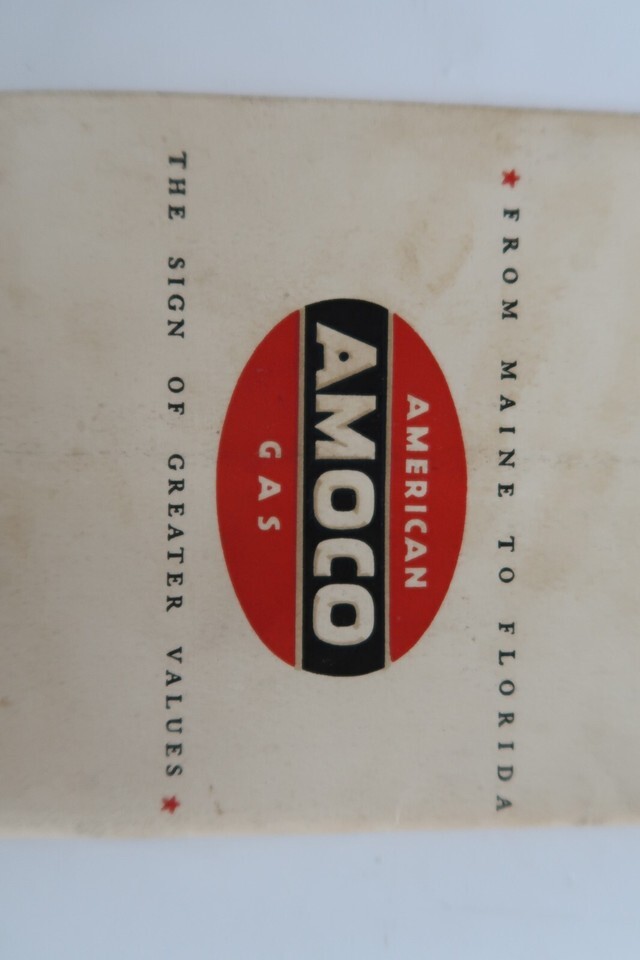 ★ FROM MAINE TO FLORIDA
AMERICAN
AMOCO
GAS
THE SIGN OF GREATER VALUES ★